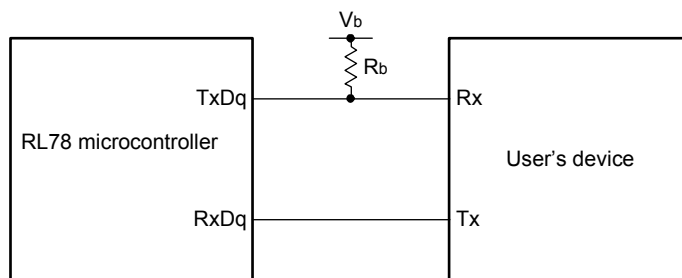 Vb
Rb
TxDq
Rx
RL78 microcontroller
User's device
RxDq
Tx